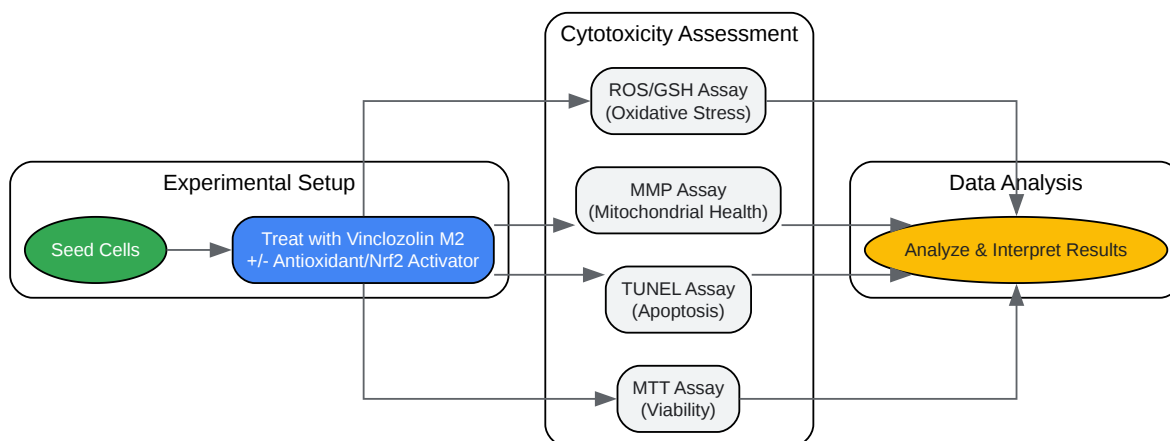 Experimental Setup
Seed Cells
Treat with Vinclozolin M2
+/- Antioxidant/Nrf2 Activator
Cytotoxicity Assessment
ROS/GSH Assay
(Oxidative Stress)
MMP Assay
(Mitochondrial Health)
TUNEL Assay
(Apoptosis)
MTT Assay
(Viability)
Data Analysis
Analyze & Interpret Results